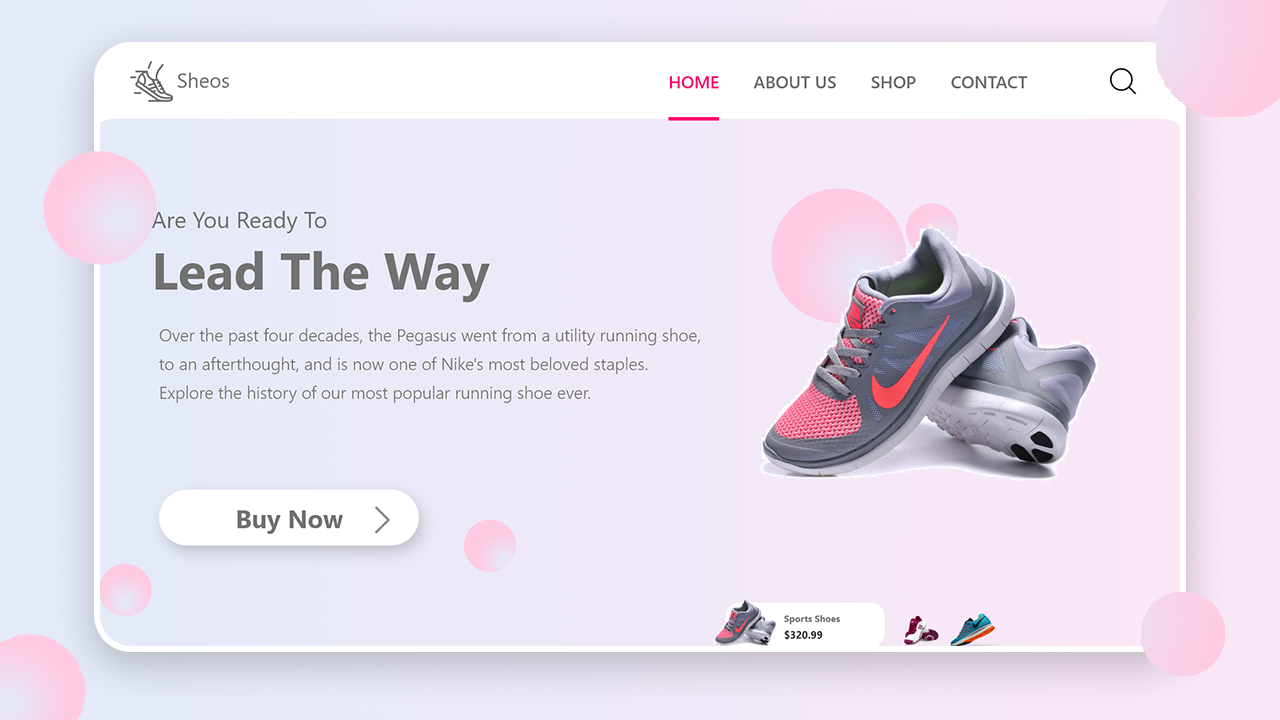 Sheos
HOME
ABOUT US
SHOP
CONTACT
Are You Ready To
Lead The Way
Over the past four decades, the Pegasus went from a utility running shoe,
to an afterthought, and is now one of Nike's most beloved staples.
Explore the history of our most popular running shoe ever.
Buy Now
Sports Shoes
$320.99